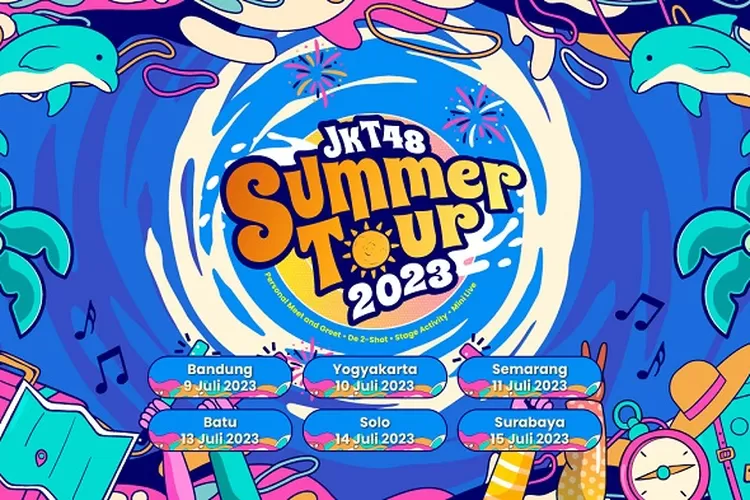 JKT48
Summer
Tour
2023
Personal Meet and Greet • De 2-Shot • Stage Activity • Mini Live
Bandung
9 Juli 2023
Yogyakarta
10 Juli 2023
Semarang
11 Juli 2023
Batu
13 Juli 2023
Solo
14 Juli 2023
Surabaya
15 Juli 2023